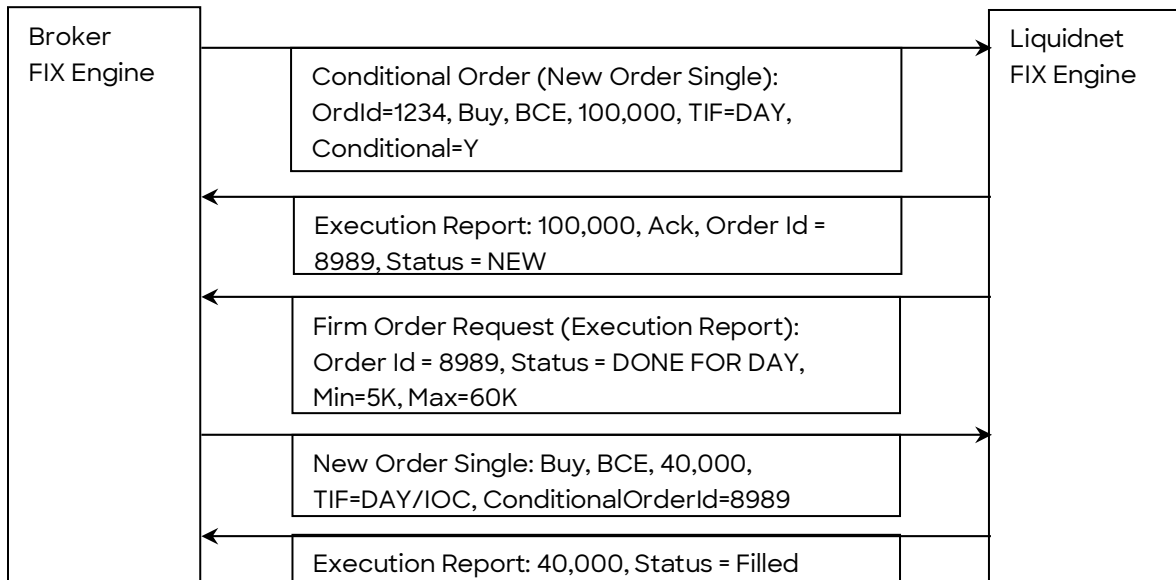 Broker
FIX Engine
Liquidnet
FIX Engine
Conditional Order (New Order Single):
OrdId=1234, Buy, BCE, 100,000, TIF=DAY,
Conditional=Y
Execution Report: 100,000, Ack, Order Id =
8989, Status = NEW
Firm Order Request (Execution Report):
Order Id = 8989, Status = DONE FOR DAY,
Min=5K, Max=60K
New Order Single: Buy, BCE, 40,000,
TIF=DAY/IOC, ConditionalOrderId=8989
Execution Report: 40,000, Status = Filled